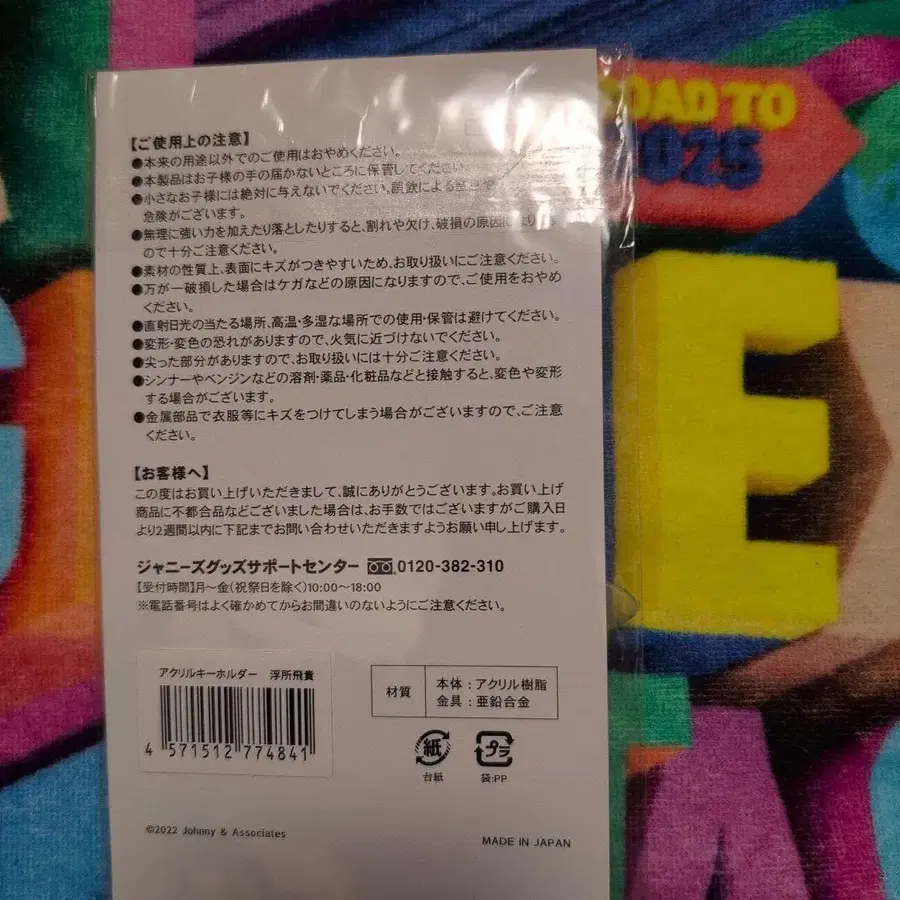 【ご使用上の注意】
●本来の用途以外でのご使用はおやめください。
●本製品はお子様の手の届かないところに保管してください。
●小さなお子様には絶対に与えないでください。誤飲による窒息
危険がございます。
●無理に強い力を加えたり落としたりすると、割れや欠け、破損の原因になります
ので十分ご注意ください。
●素材の性質上、表面にキズがつきやすいため、お取り扱いにご注意ください。
●万が一破損した場合はケガなどの原因になりますので、ご使用をおやめ
ください。
●直射日光の当たる場所、高温・多湿な場所での使用・保管は避けてください。
●変形・変色の恐れがありますので、火気に近づけないでください。
●尖った部分がありますので、お取り扱いには十分ご注意ください。
●シンナーやベンジンなどの溶剤・薬品・化粧品などと接触すると、変色や変形
する場合がございます。
●金属部品で衣服等にキズをつけてしまう場合がございますので、ご注意
ください。
【お客様へ】
この度はお買い上げいただきまして、誠にありがとうございます。お買い上げ
商品に不都合品などございました場合は、お手数ではございますがご購入日
より2週間以内に下記までお問い合わせいただきますようお願い申し上げます。
ジャニーズグッズサポートセンター 0120-382-310
【受付時間】月～金(祝祭日を除く)10:00～18:00
※電話番号はよく確かめてからお間違いのないようにご注意ください。
アクリルキーホルダー 浮所飛貴
4 571512 774841
材質
本体：アクリル樹脂
金具：亜鉛合金
紙
台紙
プラ
袋:PP
©2022 Johnny & Associates
MADE IN JAPAN
ROAD TO
2025
E